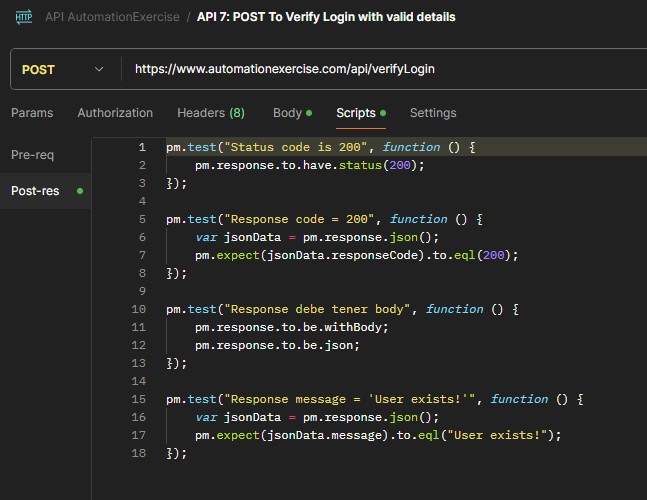 HTTP API AutomationExercise / API 7: POST To Verify Login with valid details
POST https://www.automationexercise.com/api/verifyLogin
Params Authorization Headers (8) Body Scripts Settings
Pre-req
Post-res
1 pm.test("Status code is 200", function () {
2 pm.response.to.have.status(200);
3 });
4
5 pm.test("Response code = 200", function () {
6 var jsonData = pm.response.json();
7 pm.expect(jsonData.responseCode).to.eql(200);
8 });
9
10 pm.test("Response debe tener body", function () {
11 pm.response.to.be.withBody;
12 pm.response.to.be.json;
13 });
14
15 pm.test("Response message = 'User exists!'", function () {
16 var jsonData = pm.response.json();
17 pm.expect(jsonData.message).to.eql("User exists!");
18 });